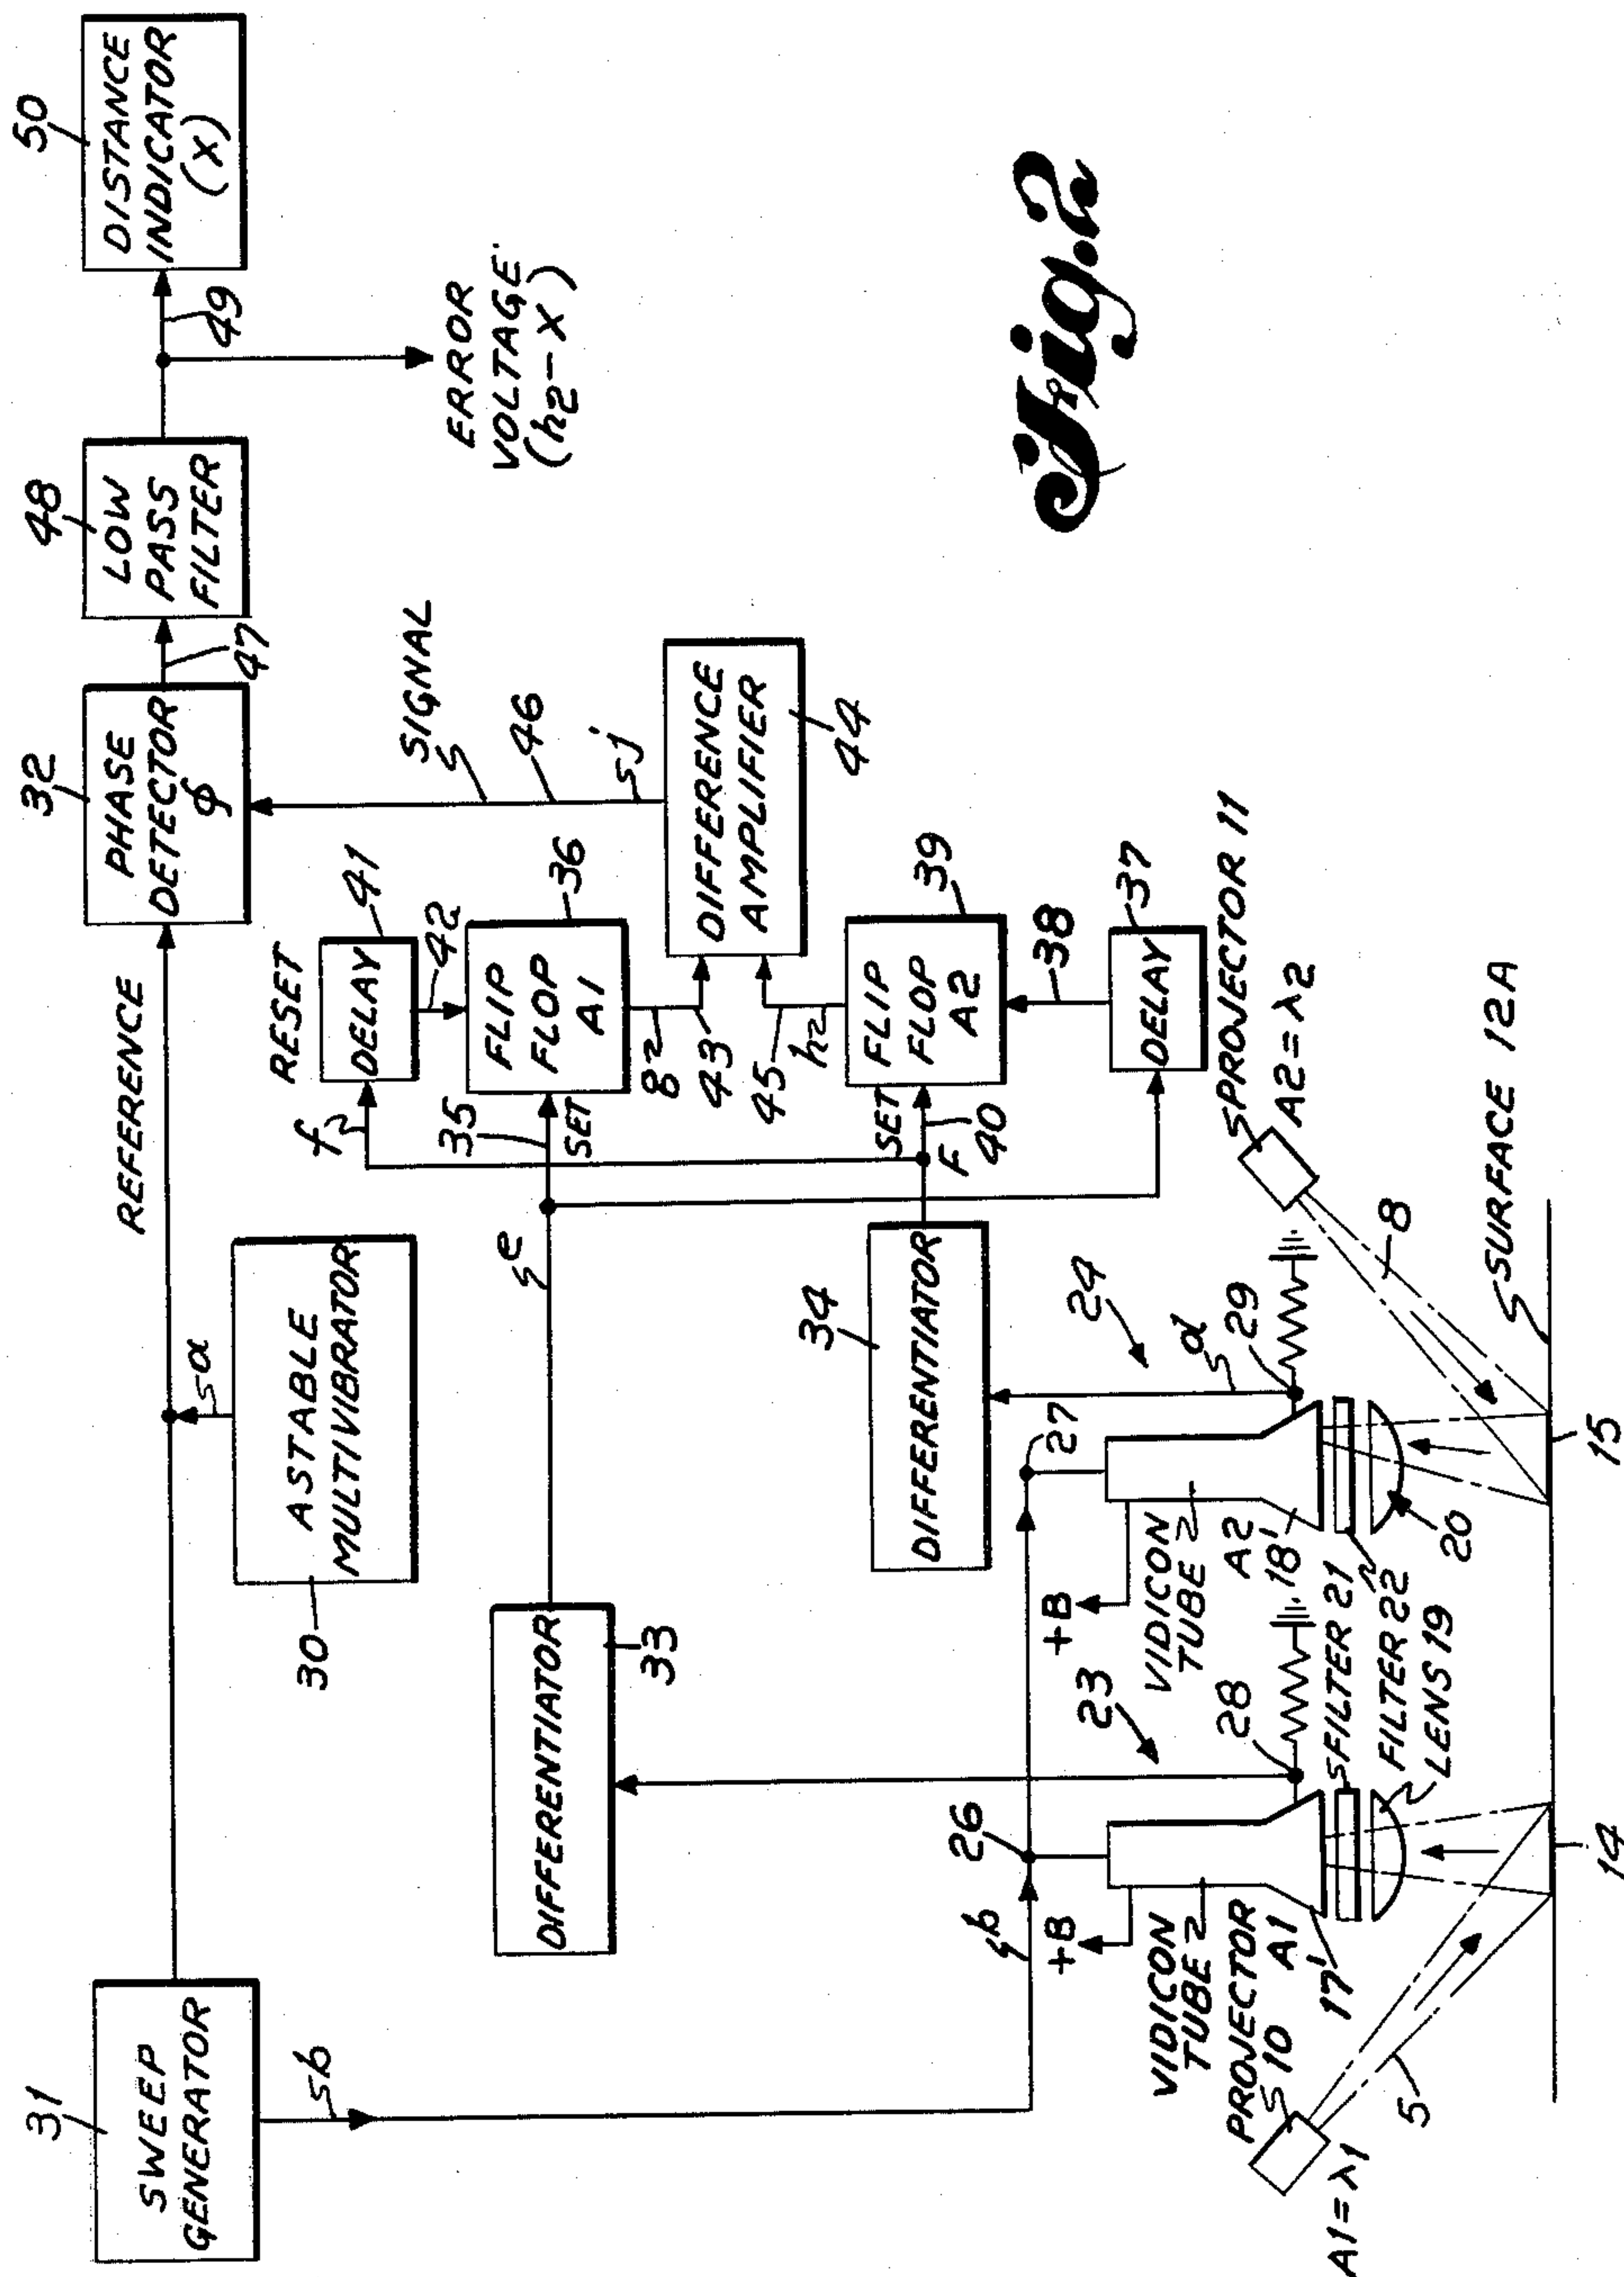 31
SWEEP
GENERATOR
b
REFERENCE
a
ASTABLE
MULTIVIBRATOR
30
32
PHASE
DETECTOR
ϕ
47
48
LOW
PASS
FILTER
49
50
DISTANCE
INDICATOR
(X)
ERROR
VOLTAGE
(h2-X)
SIGNAL
46
j
DIFFERENCE
AMPLIFIER
44
RESET
f
DELAY
41
42
FLIP
FLOP
A1
36
35
SET
e
DIFFERENTIATOR
33
g
43
45
h
FLIP
FLOP
A2
39
SET
F
40
38
DELAY
37
DIFFERENTIATOR
34
b
26
27
+B
VIDICON
TUBE
A1
17'
23
28
+B
VIDICON
TUBE
A2
18'
24
d
29
PROJECTOR
10
A1=λ1
5
FILTER 21
FILTER 22
LENS 19
20
PROJECTOR 11
A2=λ2
8
SURFACE 12A
14
15
Fig.2